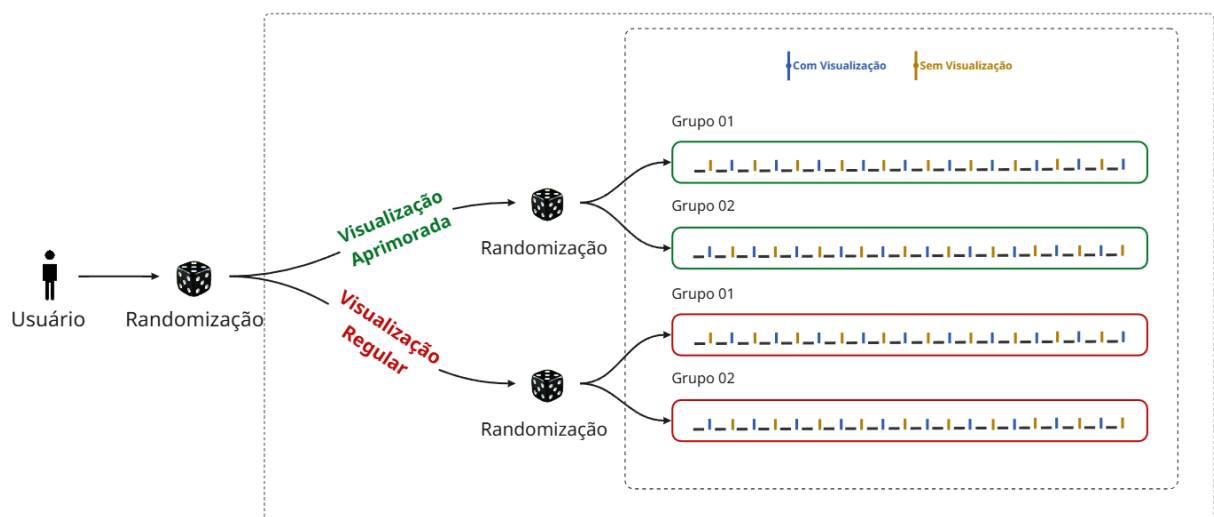 Com Visualização
Sem Visualização
Grupo 01
Grupo 02
Visualização
Aprimorada
Randomização
Grupo 01
Usuário
Randomização
Visualização
Regular
Grupo 02
Randomização